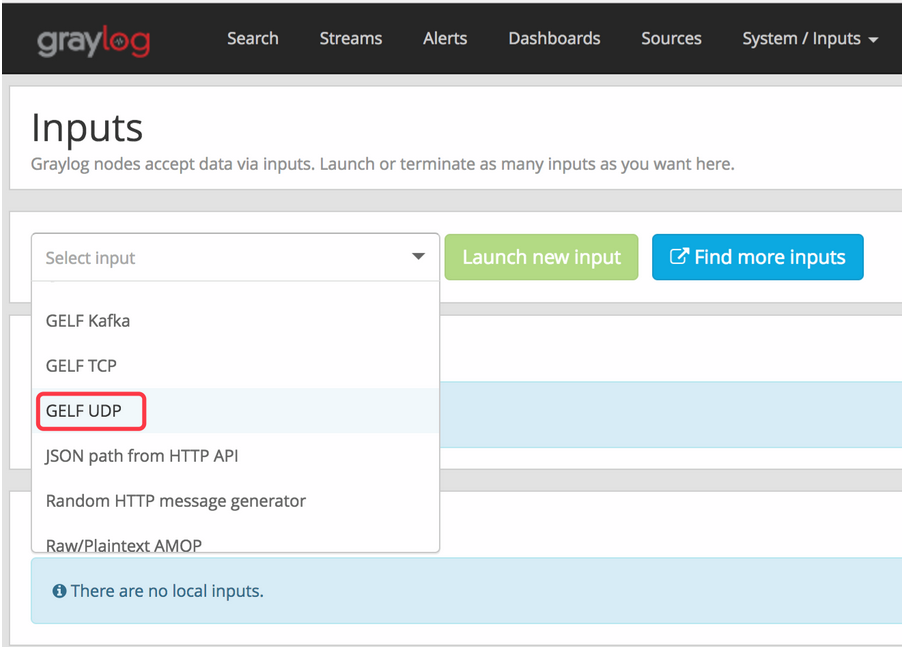 graylog Search Streams Alerts Dashboards Sources System / Inputs
Inputs
Graylog nodes accept data via inputs. Launch or terminate as many inputs as you want here.
Select input Launch new input Find more inputs
GELF Kafka
GELF TCP
GELF UDP
JSON path from HTTP API
Random HTTP message generator
Raw/Plaintext AMQP
There are no local inputs.